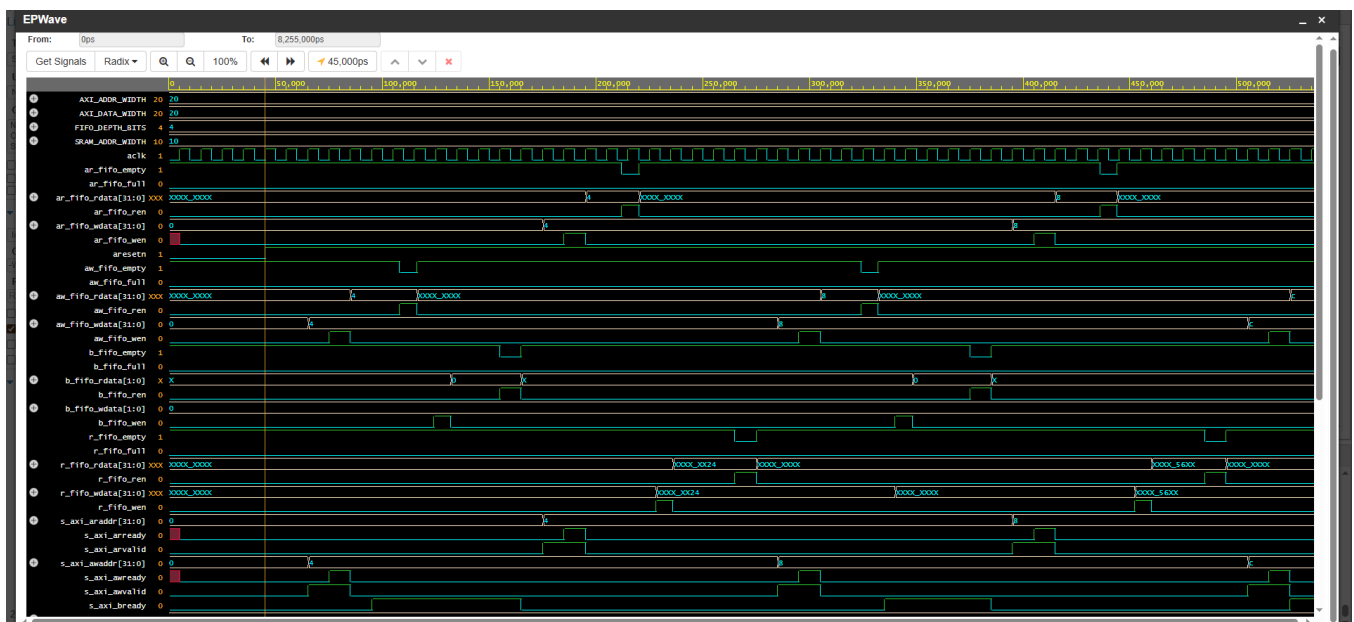 EPWave
From: 0ps To: 8,255,000ps
Get Signals Radix 100% 45,000ps
0 50,000 100,000 150,000 200,000 250,000 300,000 350,000 400,000 450,000 500,000
AXI_ADDR_WIDTH 20 20
AXI_DATA_WIDTH 20 20
FIFO_DEPTH_BITS 4 4
SRAM_ADDR_WIDTH 10 10
aclk 1
ar_fifo_empty 1
ar_fifo_full 0
ar_fifo_rdata[31:0] XXX XXXX_XXXX 4 XXXX_XXXX 8 XXXX_XXXX
ar_fifo_ren 0
ar_fifo_wdata[31:0] 0 0 4 8
ar_fifo_wen 0
aresetn 1
aw_fifo_empty 1
aw_fifo_full 0
aw_fifo_rdata[31:0] XXX XXXX_XXXX 4 XXXX_XXXX 8 XXXX_XXXX c
aw_fifo_ren 0
aw_fifo_wdata[31:0] 0 0 4 8 c
aw_fifo_wen 0
b_fifo_empty 1
b_fifo_full 0
b_fifo_rdata[1:0] X X 0 X 0 X
b_fifo_ren 0
b_fifo_wdata[1:0] 0 0
b_fifo_wen 0
r_fifo_empty 1
r_fifo_full 0
r_fifo_rdata[31:0] XXX XXXX_XXXX XXXX_XX24 XXXX_XXXX XXXX_56XX XXXX_XXXX
r_fifo_ren 0
r_fifo_wdata[31:0] XXX XXXX_XXXX XXXX_XX24 XXXX_XXXX XXXX_56XX
r_fifo_wen 0
s_axi_araddr[31:0] 0 0 4 8
s_axi_arready 0
s_axi_arvalid 0
s_axi_awaddr[31:0] 0 0 4 8 c
s_axi_awready 0
s_axi_awvalid 0
s_axi_bready 0